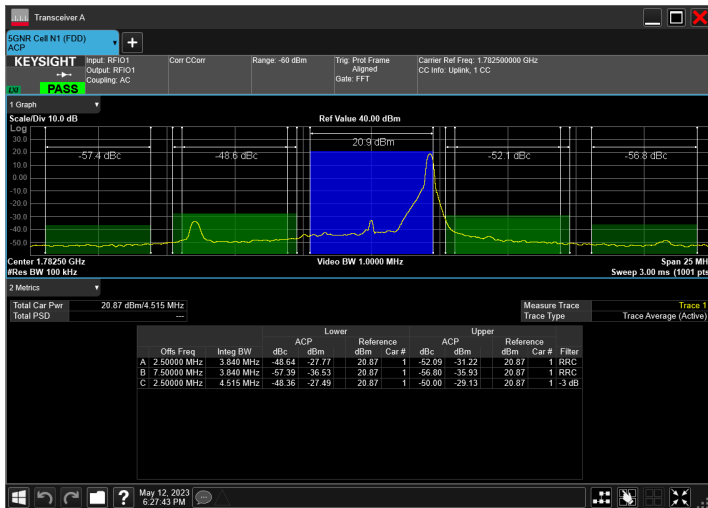 Transceiver A
5GNR Cell N1 (FDD)
ACP
KEYSIGHT
Input: RFIO1
Output: RFIO1
Coupling: AC
Corr CCorr
Range: -60 dBm
Trig: Prot Frame
Aligned
Gate: FFT
Carrier Ref Freq: 1.782500000 GHz
CC Info: Uplink, 1 CC
PASS
1 Graph
Scale/Div 10.0 dB
Ref Value 40.00 dBm
Log
30.0
20.0
10.0
0.00
-10.0
-20.0
-30.0
-40.0
-50.0
-57.4 dBc
-48.6 dBc
20.9 dBm
-52.1 dBc
-56.8 dBc
Center 1.78250 GHz
Video BW 1.0000 MHz
Span 25 MH
#Res BW 100 kHz
Sweep 3.00 ms (1001 pts
2 Metrics
Total Car Pwr 20.87 dBm/4.515 MHz
Total PSD ---
Measure Trace Trace 1
Trace Type Trace Average (Active)
Lower Upper
ACP Reference ACP Reference
Offs Freq Integ BW dBc dBm dBm Car # dBc dBm dBm Car # Filter
A 2.50000 MHz 3.840 MHz -48.64 -27.77 20.87 1 -52.09 -31.22 20.87 1 RRC
B 7.50000 MHz 3.840 MHz -57.39 -36.53 20.87 1 -56.80 -35.93 20.87 1 RRC
C 2.50000 MHz 4.515 MHz -48.36 -27.49 20.87 1 -50.00 -29.13 20.87 1 -3 dB
May 12, 2023
6:27:43 PM